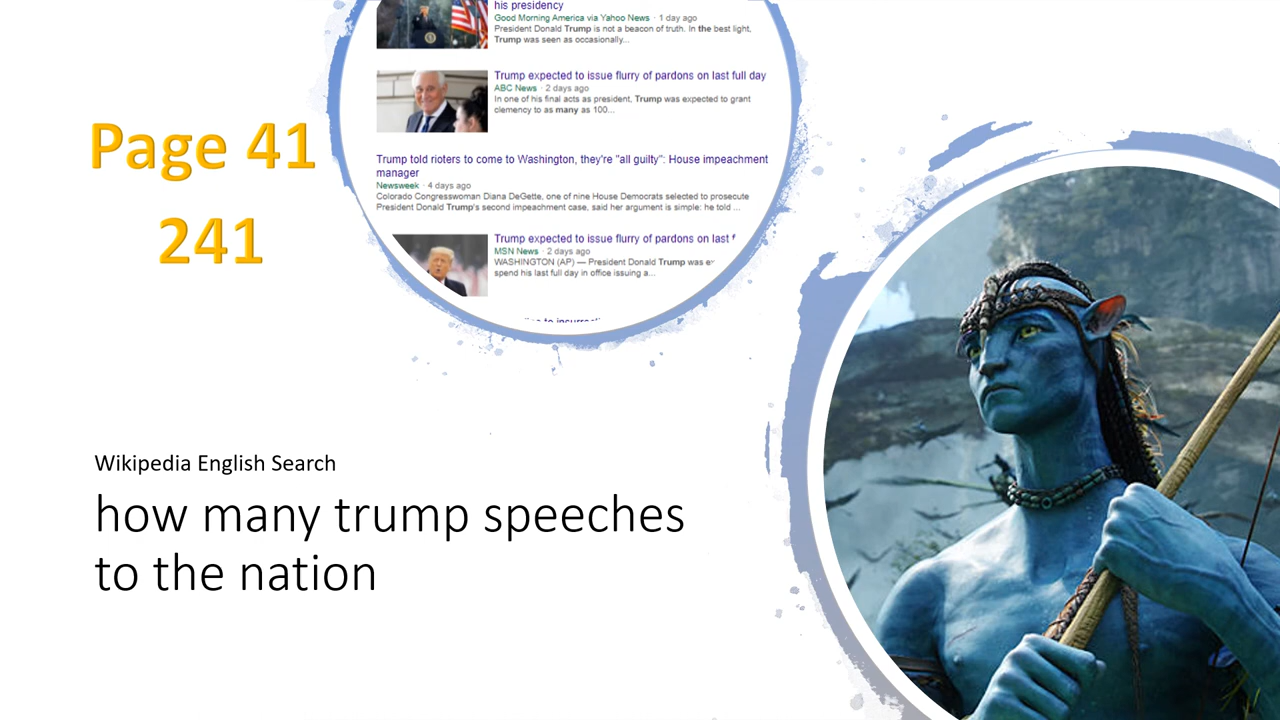 his presidency
Good Morning America via Yahoo News · 1 day ago
President Donald Trump is not a beacon of truth. In the best light,
Trump was seen as occasionally...
Trump expected to issue flurry of pardons on last full day
ABC News · 2 days ago
In one of his final acts as president, Trump was expected to grant
clemency to as many as 100...
Trump told rioters to come to Washington, they're "all guilty": House impeachment
manager
Newsweek · 4 days ago
Colorado Congresswoman Diana DeGette, one of nine House Democrats selected to prosecute
President Donald Trump's second impeachment case, said her argument is simple: he told ...
Trump expected to issue flurry of pardons on last
MSN News · 2 days ago
WASHINGTON (AP) — President Donald Trump was
spend his last full day in office issuing a...
Page 41
241
Wikipedia English Search
how many trump speeches
to the nation